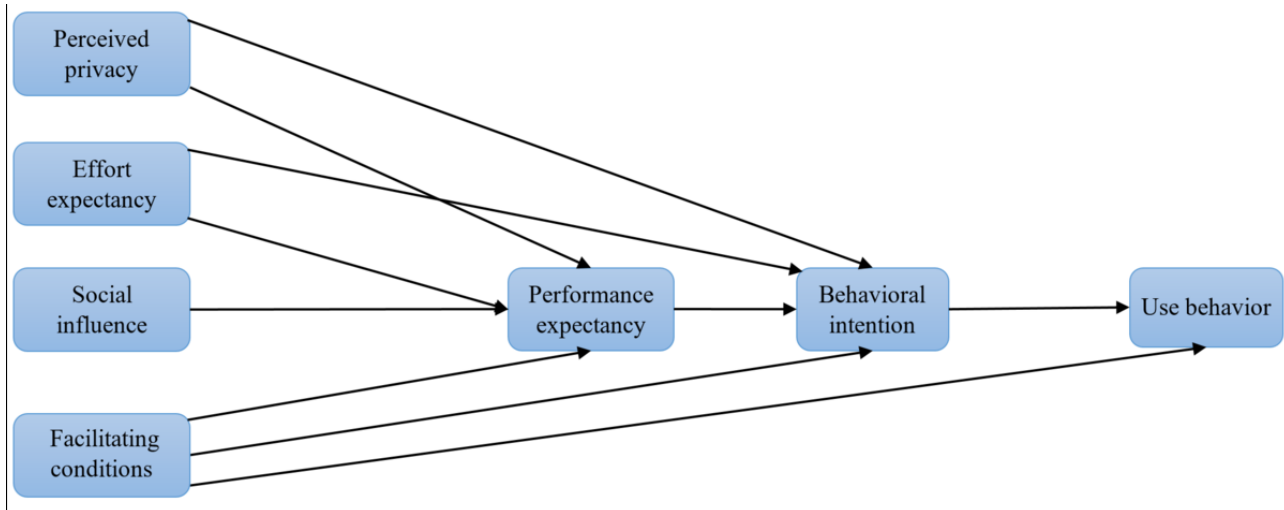 Perceived
privacy
Effort
expectancy
Social
influence
Performance
expectancy
Behavioral
intention
Use behavior
Facilitating
conditions